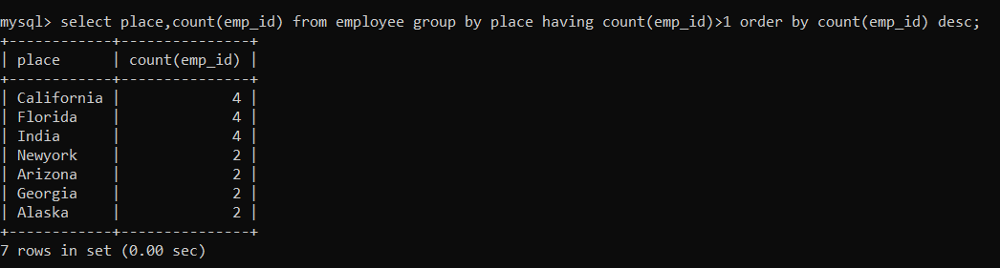 mysql> select place,count(emp_id) from employee group by place having count(emp_id)>1 order by count(emp_id) desc;
+------------+---------------+
| place      | count(emp_id) |
+------------+---------------+
| California |             4 |
| Florida    |             4 |
| India      |             4 |
| Newyork    |             2 |
| Arizona    |             2 |
| Georgia    |             2 |
| Alaska     |             2 |
+------------+---------------+
7 rows in set (0.00 sec)